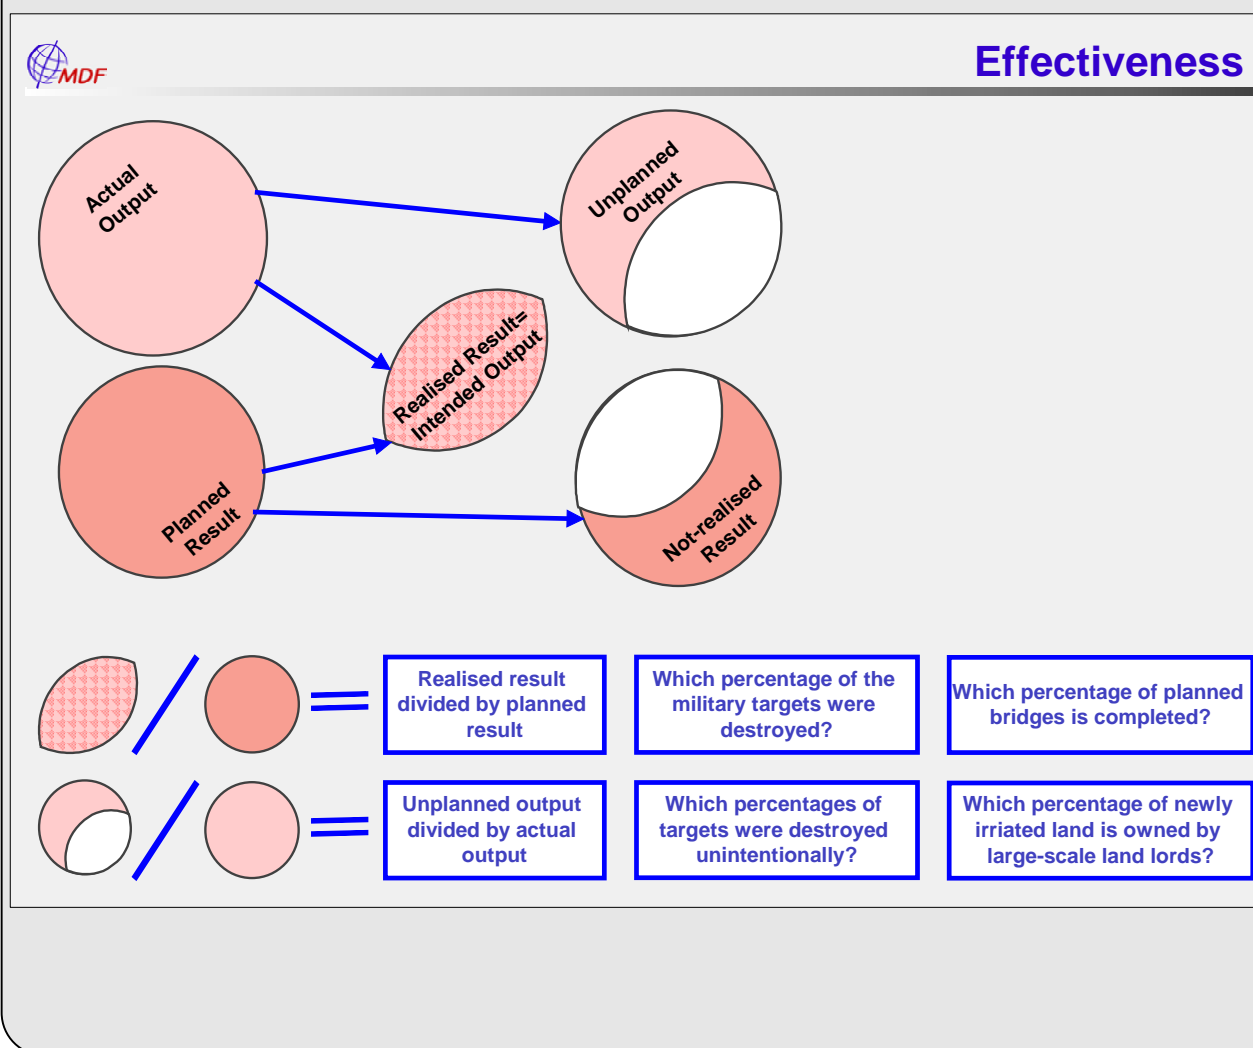 MDF
Effectiveness
Actual
Output
Unplanned
Output
Realised Result=
Intended Output
Planned
Result
Not-realised
Result
Realised result
divided by planned
result
Which percentage of the
military targets were
destroyed?
Which percentage of planned
bridges is completed?
Unplanned output
divided by actual
output
Which percentages of
targets were destroyed
unintentionally?
Which percentage of newly
irriated land is owned by
large-scale land lords?